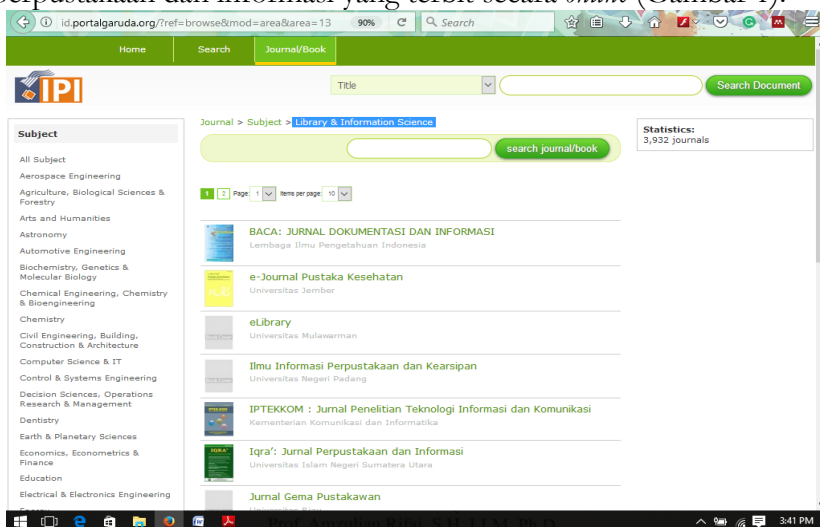 erpustakaan dan informasi yang terbit secara online (Gambar 1).
id.portalgaruda.org/?ref=browse&mod=area&area=13
90%
Search
Home
Search
Journal/Book
IPI
Title
Search Document
Subject
All Subject
Aerospace Engineering
Agriculture, Biological Sciences &
Forestry
Arts and Humanities
Astronomy
Automotive Engineering
Biochemistry, Genetics &
Molecular Biology
Chemical Engineering, Chemistry
& Bioengineering
Chemistry
Civil Engineering, Building,
Construction & Architecture
Computer Science & IT
Control & Systems Engineering
Decision Sciences, Operations
Research & Management
Dentistry
Earth & Planetary Sciences
Economics, Econometrics &
Finance
Education
Electrical & Electronics Engineering
Energy
Journal > Subject > Library & Information Science
search journal/book
1 2 Page: 1 Items per page: 10
BACA: JURNAL DOKUMENTASI DAN INFORMASI
Lembaga Ilmu Pengetahuan Indonesia
e-Journal Pustaka Kesehatan
Universitas Jember
eLibrary
Universitas Mulawarman
Ilmu Informasi Perpustakaan dan Kearsipan
Universitas Negeri Padang
IPTEKKOM : Jurnal Penelitian Teknologi Informasi dan Komunikasi
Kementerian Komunikasi dan Informatika
Iqra': Jurnal Perpustakaan dan Informasi
Universitas Islam Negeri Sumatera Utara
Jurnal Gema Pustakawan
Universitas Riau
Statistics:
3,932 journals
3:41 PM